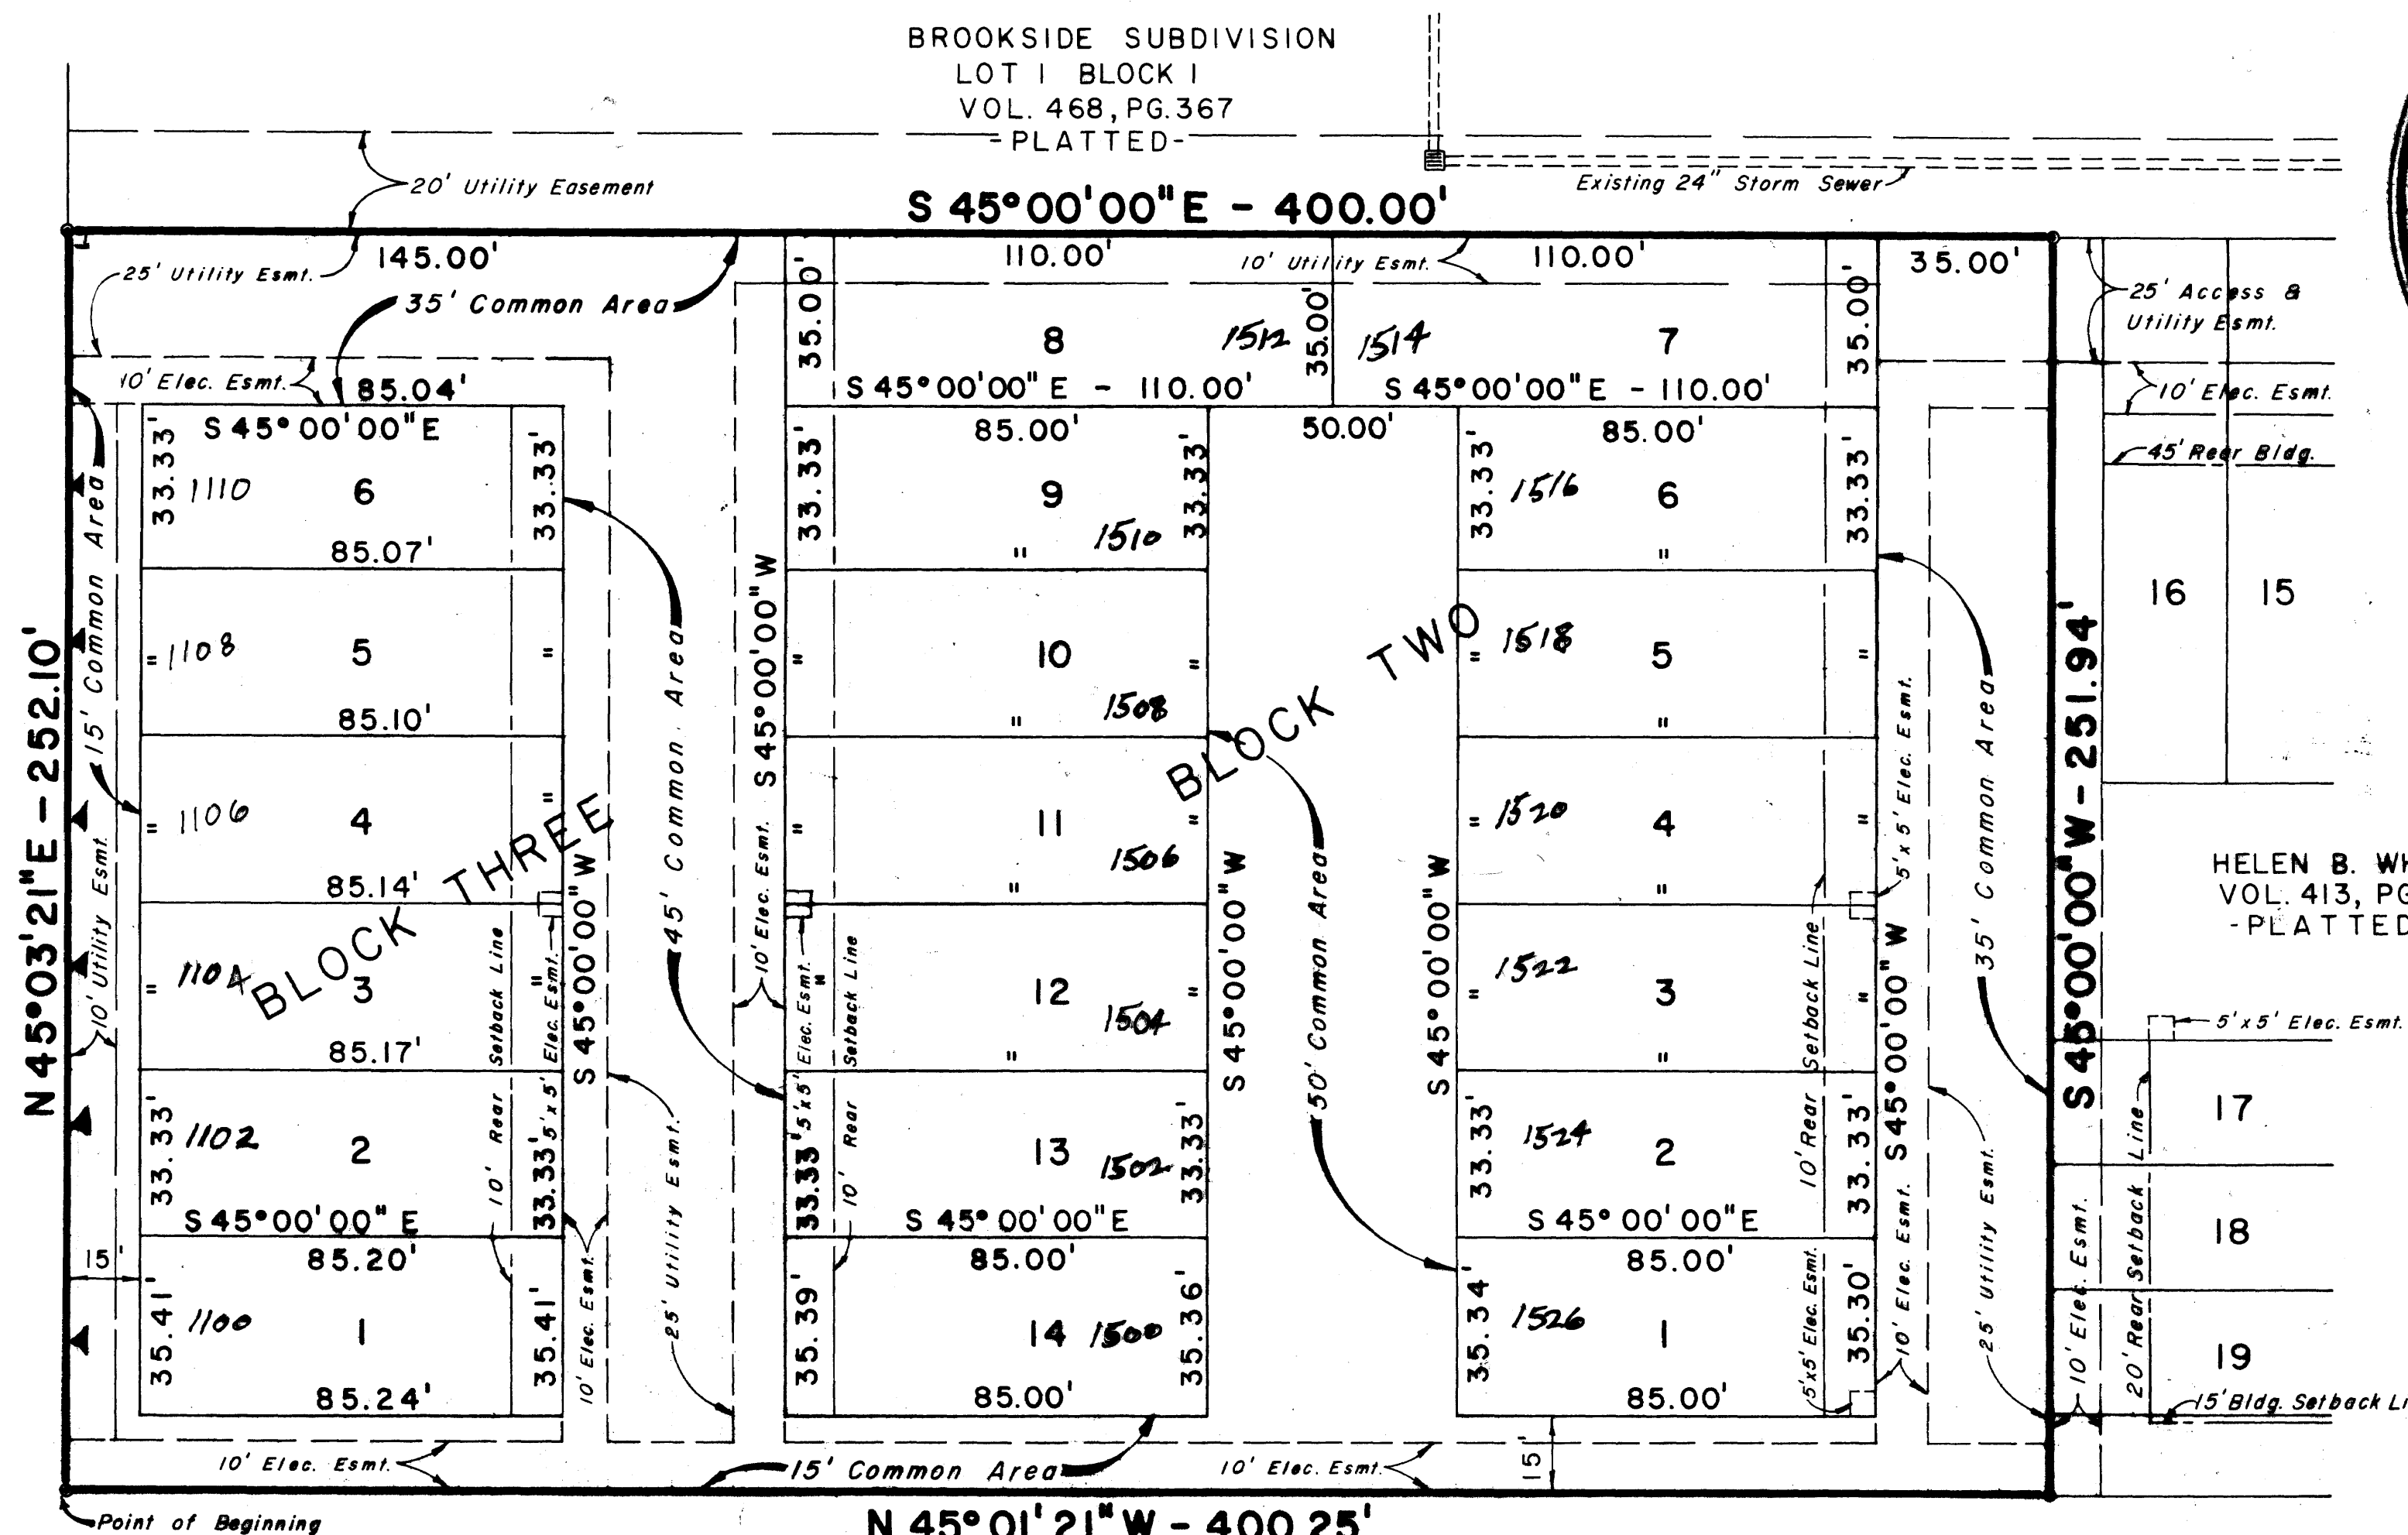 BROOKSIDE SUBDIVISION
LOT 1 BLOCK 1
VOL. 468, PG. 367
-PLATTED-
20' Utility Easement
Existing 24" Storm Sewer
S 45°00'00"E - 400.00'
145.00'
110.00'
10' Utility Esmt.
110.00'
35.00'
25' Utility Esmt.
35' Common Area
35.00'
8
1512
35.00'
1514
7
35.00'
25' Access &
Utility Esmt.
10' Elec. Esmt.
85.04'
S 45°00'00" E - 110.00'
S 45°00'00" E - 110.00'
10' Elec. Esmt.
S 45°00'00" E
85.00'
50.00'
85.00'
45' Rear Bldg.
33.33'
1110
6
33.33'
33.33'
9
1510
33.33'
33.33'
1516
6
33.33'
85.07'
"
"
16
15
15' Common Area
" 1108
5
"
"
10
"
" 1518
5
"
85.10'
"
1508
"
" 1106
4
"
"
11
1506
"
" 1520
4
"
85.14'
"
"
" 1104
3
"
"
12
1504
"
" 1522
3
"
85.17'
"
"
33.33'
1102
2
33.33'
33.33'
13
1502
33.33'
33.33'
1524
2
33.33'
S 45°00'00" E
S 45°00'00" E
S 45°00'00" E
15'
85.20'
85.00'
85.00'
35.41'
1100
1
35.41'
35.39'
14
1500
35.36'
35.34'
1526
1
35.30'
85.24'
85.00'
85.00'
BLOCK THREE
BLOCK TWO
N 45°03'21"E - 252.10'
10' Utility Esmt.
10' Rear Setback Line
5'x5' Elec. Esmt.
S 45°00'00" W
10' Elec. Esmt.
45' Common Area
25' Utility Esmt.
S 45°00'00" W
10' Elec. Esmt.
5'x5' Elec. Esmt.
10' Rear Setback Line
S 45°00'00" W
50' Common Area
S 45°00'00" W
10' Rear Setback Line
5'x5' Elec. Esmt.
5'x5' Elec. Esmt.
S 45°00'00" W
10' Elec. Esmt.
35' Common Area
25' Utility Esmt.
S 45°00'00"W - 251.94'
HELEN B.
VOL. 413,
-PLATTED
5'x5' Elec. Esmt.
17
18
19
10' Elec. Esmt.
20' Rear Setback Line
15' Bldg. Setback
10' Elec. Esmt.
15' Common Area
10' Elec. Esmt.
15'
Point of Beginning
N 45°01'21"W - 400.25'